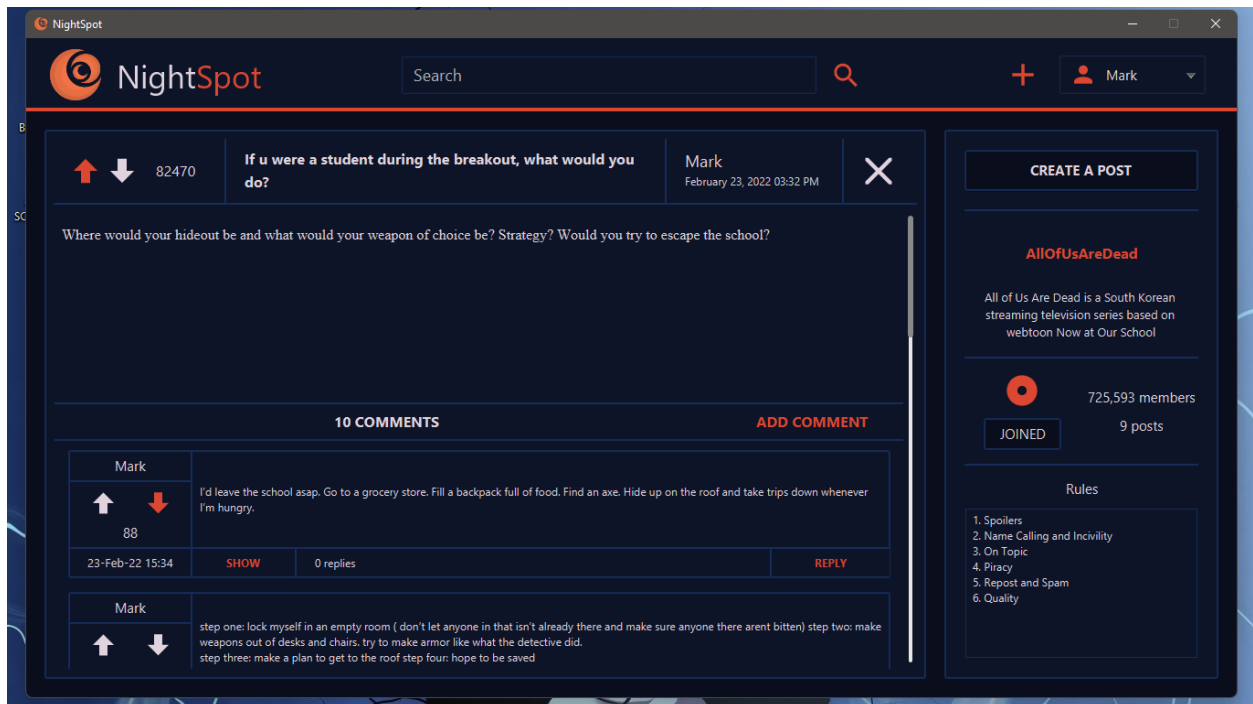 NightSpot
NightSpot
Search
Mark
B
SC
82470
If u were a student during the breakout, what would you
do?
Mark
February 23, 2022 03:32 PM
Where would your hideout be and what would your weapon of choice be? Strategy? Would you try to escape the school?
10 COMMENTS
ADD COMMENT
Mark
88
I'd leave the school asap. Go to a grocery store. Fill a backpack full of food. Find an axe. Hide up on the roof and take trips down whenever
I'm hungry.
23-Feb-22 15:34
SHOW
0 replies
REPLY
Mark
step one: lock myself in an empty room ( don't let anyone in that isn't already there and make sure anyone there arent bitten) step two: make
weapons out of desks and chairs. try to make armor like what the detective did.
step three: make a plan to get to the roof step four: hope to be saved
CREATE A POST
AllOfUsAreDead
All of Us Are Dead is a South Korean
streaming television series based on
webtoon Now at Our School
725,593 members
JOINED
9 posts
Rules
1. Spoilers
2. Name Calling and Incivility
3. On Topic
4. Piracy
5. Repost and Spam
6. Quality